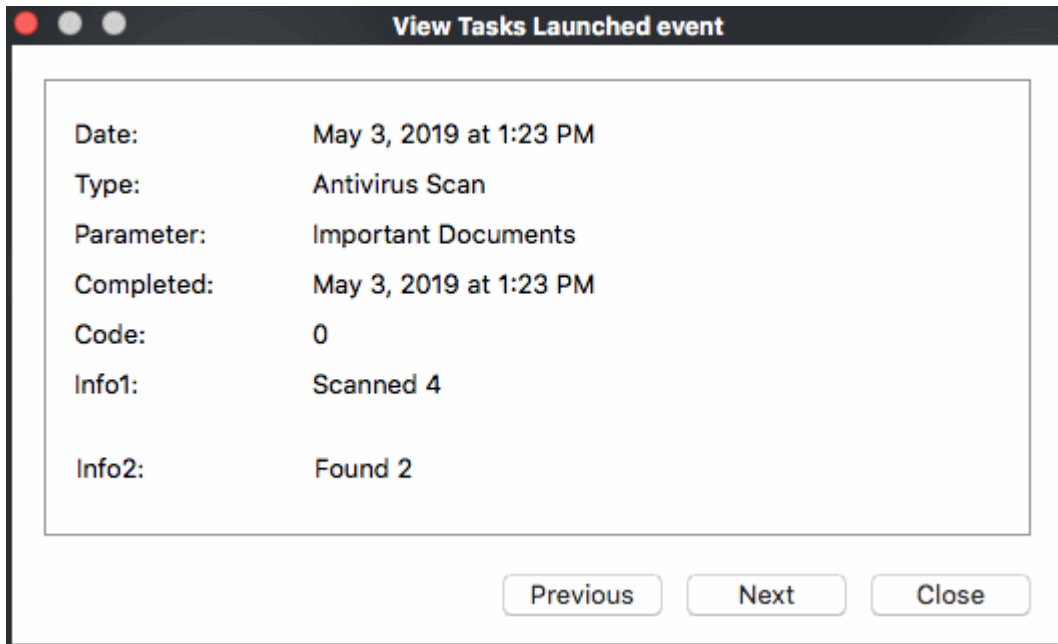 View Tasks Launched event
Date: May 3, 2019 at 1:23 PM
Type: Antivirus Scan
Parameter: Important Documents
Completed: May 3, 2019 at 1:23 PM
Code: 0
Info1: Scanned 4
Info2: Found 2
Previous Next Close